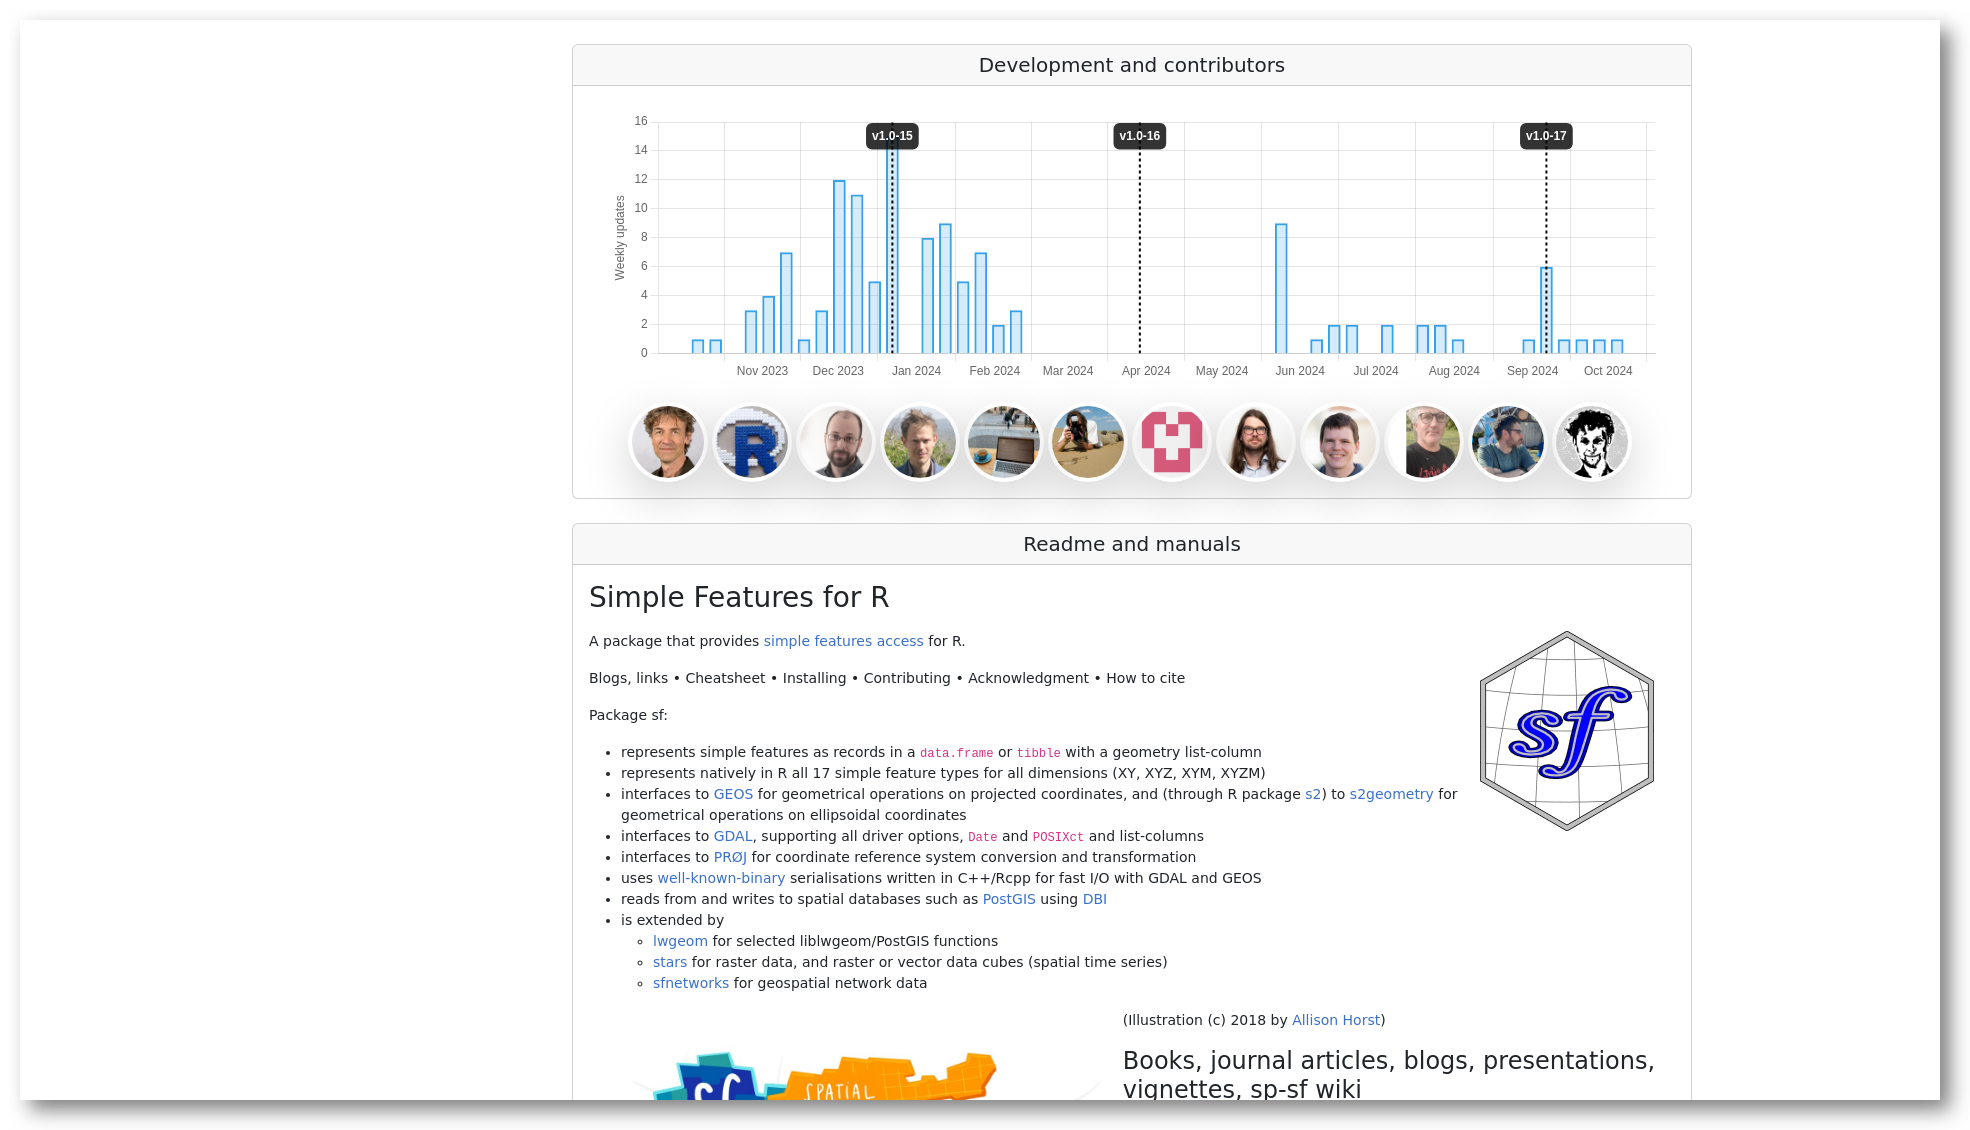 Development and contributors
16
14
12
10
8
6
4
2
0
Weekly updates
v1.0-15
v1.0-16
v1.0-17
Nov 2023
Dec 2023
Jan 2024
Feb 2024
Mar 2024
Apr 2024
May 2024
Jun 2024
Jul 2024
Aug 2024
Sep 2024
Oct 2024
R
Readme and manuals
Simple Features for R
A package that provides simple features access for R.
Blogs, links • Cheatsheet • Installing • Contributing • Acknowledgment • How to cite
Package sf:
• represents simple features as records in a data.frame or tibble with a geometry list-column
• represents natively in R all 17 simple feature types for all dimensions (XY, XYZ, XYM, XYZM)
• interfaces to GEOS for geometrical operations on projected coordinates, and (through R package s2) to s2geometry for
geometrical operations on ellipsoidal coordinates
• interfaces to GDAL, supporting all driver options, Date and POSIXct and list-columns
• interfaces to PRØJ for coordinate reference system conversion and transformation
• uses well-known-binary serialisations written in C++/Rcpp for fast I/O with GDAL and GEOS
• reads from and writes to spatial databases such as PostGIS using DBI
• is extended by
◦ lwgeom for selected liblwgeom/PostGIS functions
◦ stars for raster data, and raster or vector data cubes (spatial time series)
◦ sfnetworks for geospatial network data
sf
(Illustration (c) 2018 by Allison Horst)
sf
SPATIAL
Books, journal articles, blogs, presentations,
vignettes, sp-sf wiki